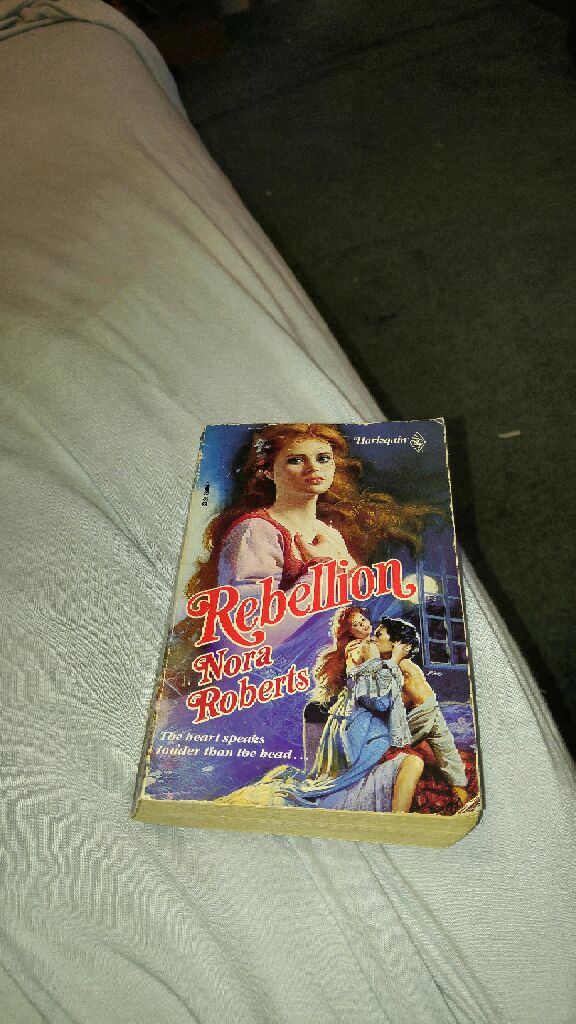 Harlequin
Rebellion
Nora
Roberts
The heart speaks
louder than the head...